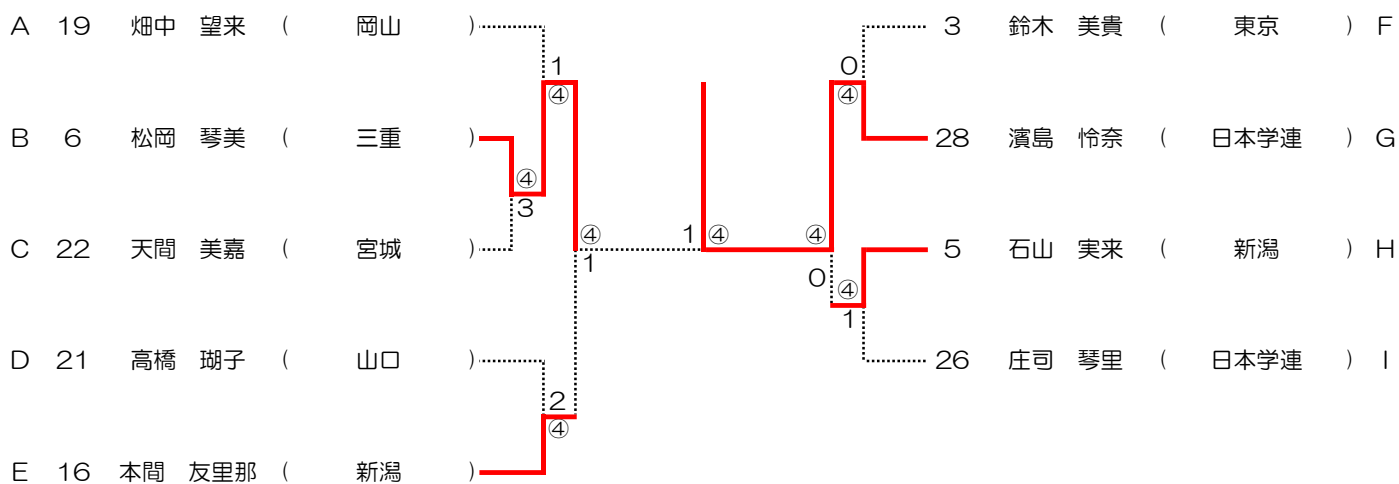 A 19 畑中 望来 ( 岡山 ) 3 鈴木 美貴 ( 東京 ) F
1 0
④ ④
B 6 松岡 琴美 ( 三重 ) 28 濱島 怜奈 ( 日本学連 ) G
④
3
④ 1 ④ ④
C 22 天間 美嘉 ( 宮城 ) 5 石山 実来 ( 新潟 ) H
1 0 ④
1
D 21 高橋 瑚子 ( 山口 ) 26 庄司 琴里 ( 日本学連 ) I
2
④
E 16 本間 友里那 ( 新潟 )